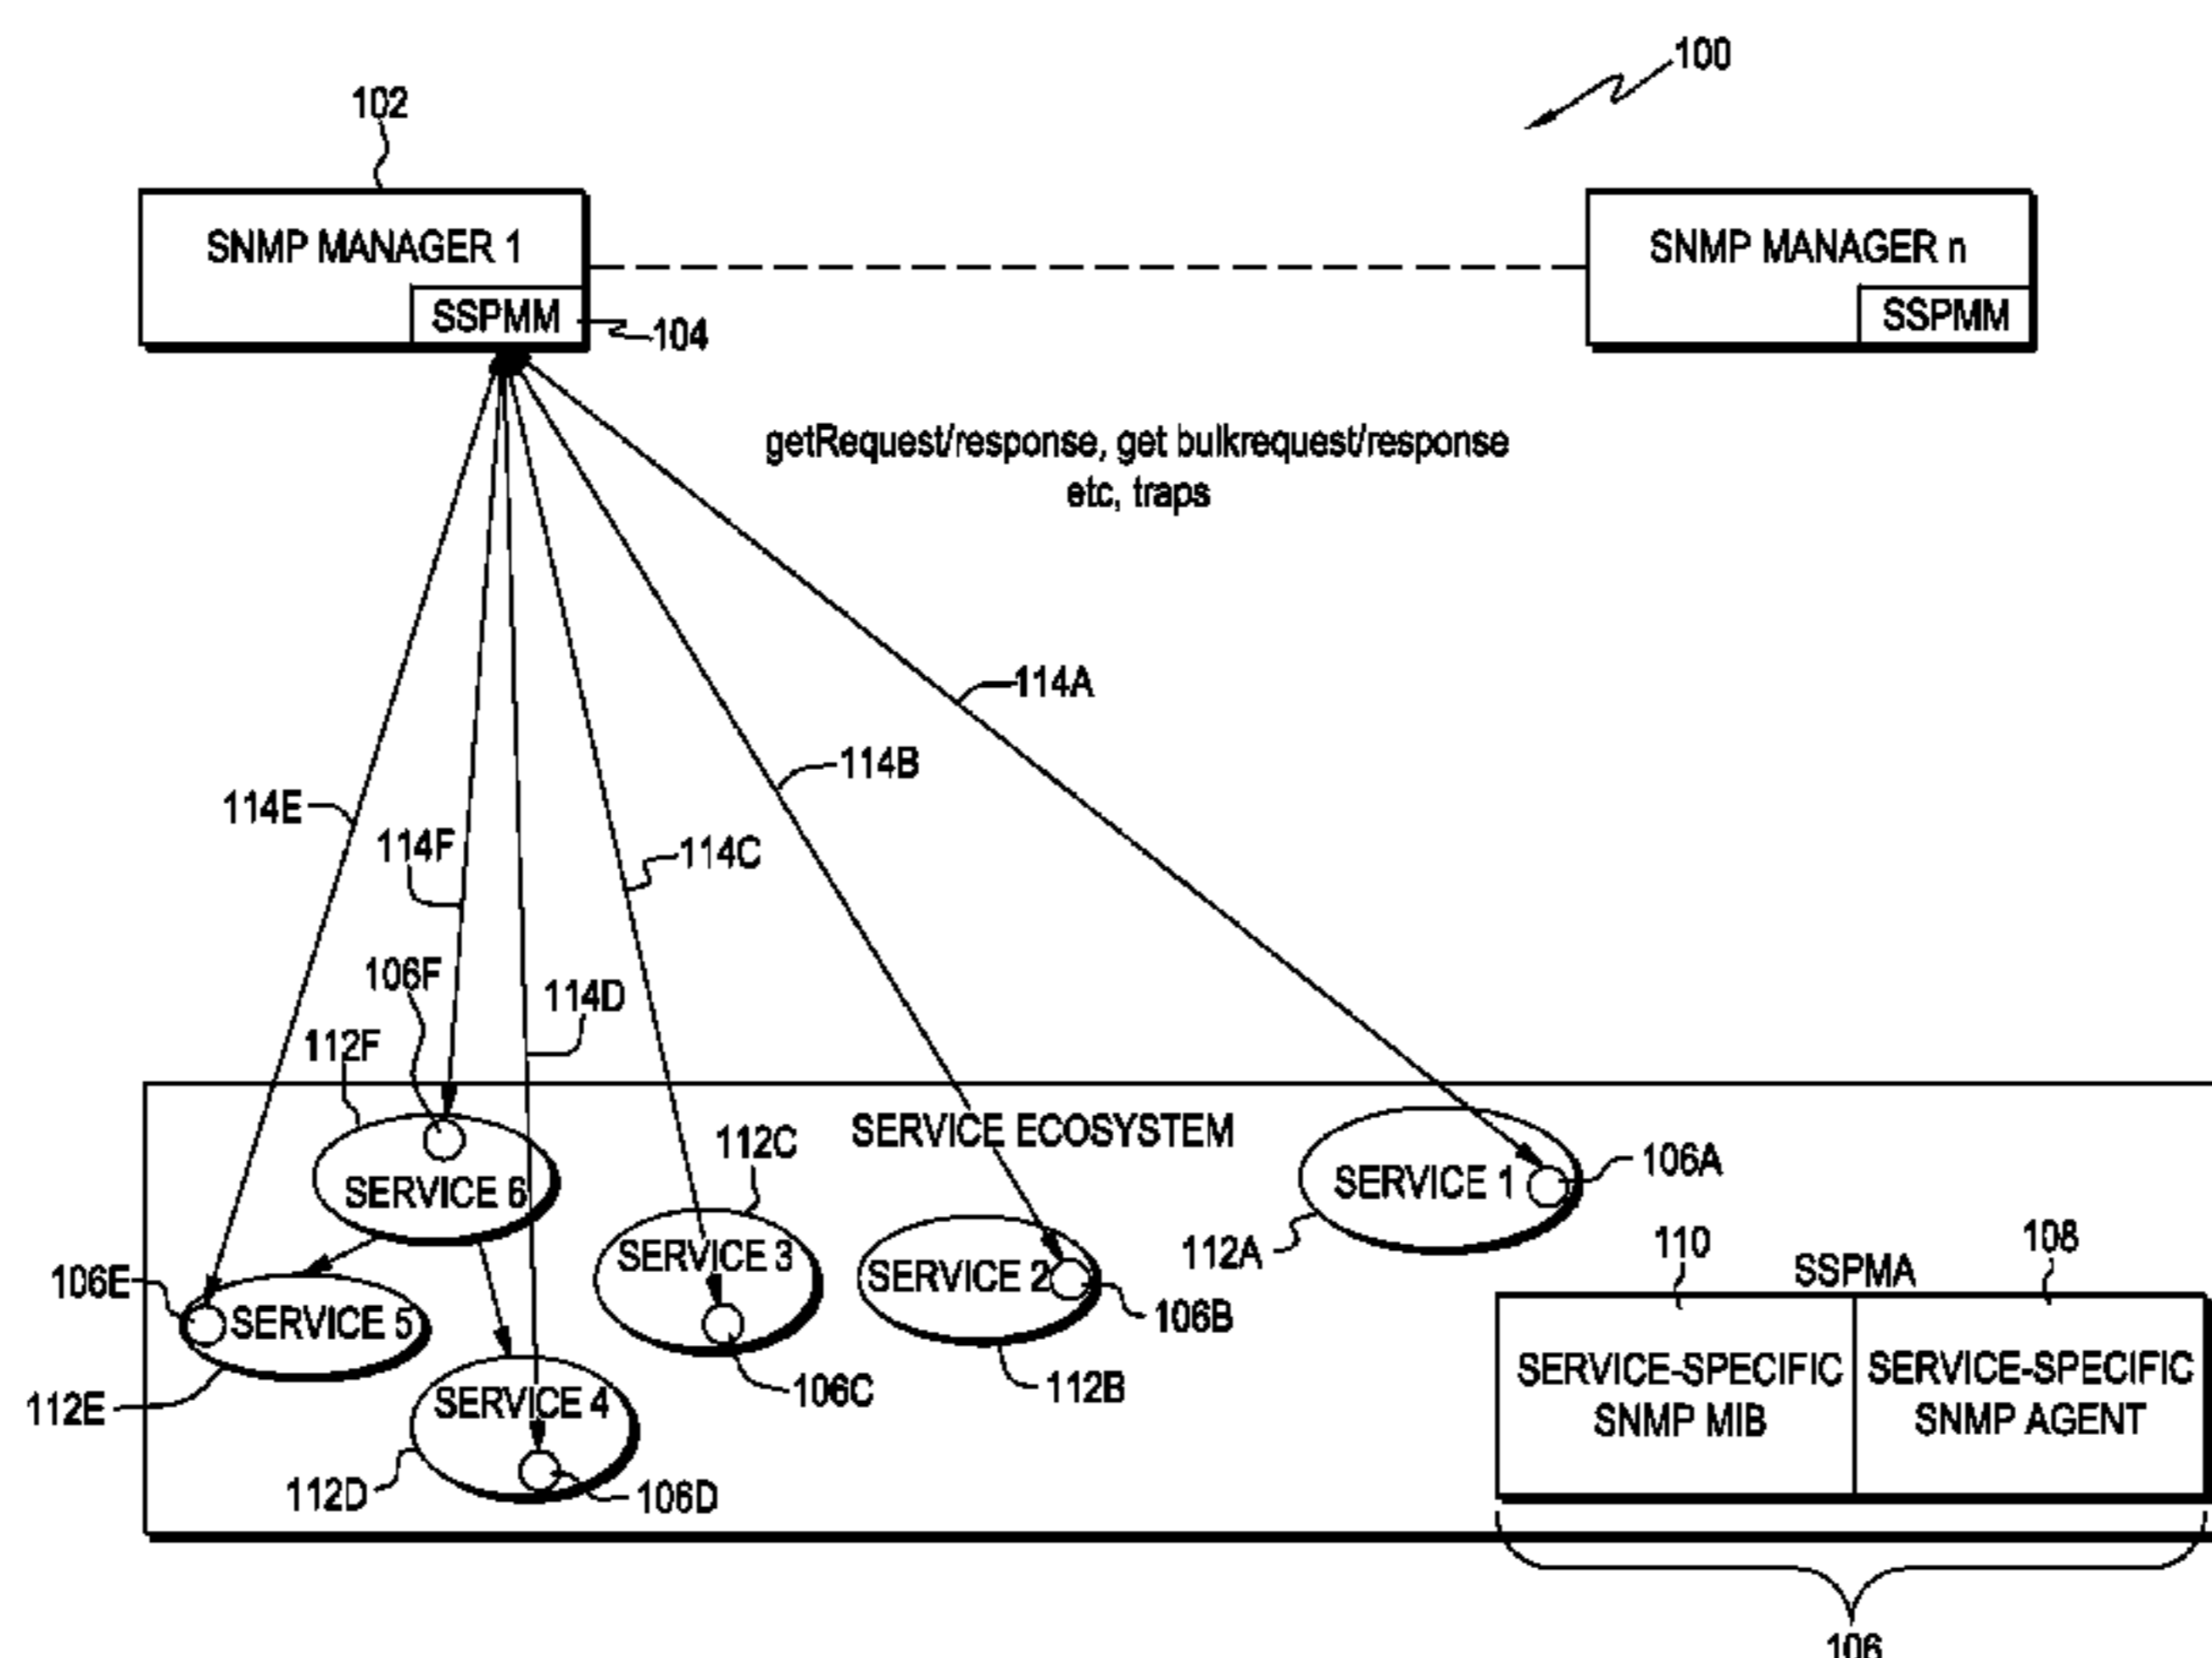 100
102
SNMP MANAGER 1
SSPMM
104
SNMP MANAGER n
SSPMM
getRequest/response, get bulkrequest/response
etc, traps
114A
114B
114E
114F
114C
106F
114D
112F
SERVICE ECOSYSTEM
112C
SERVICE 6
SERVICE 3
SERVICE 2
SERVICE 1
106A
112A
110
SSPMA
108
106E
SERVICE 5
106B
106C
112B
112E
SERVICE 4
112D
106D
SERVICE-SPECIFIC
SNMP MIB
SERVICE-SPECIFIC
SNMP AGENT
106